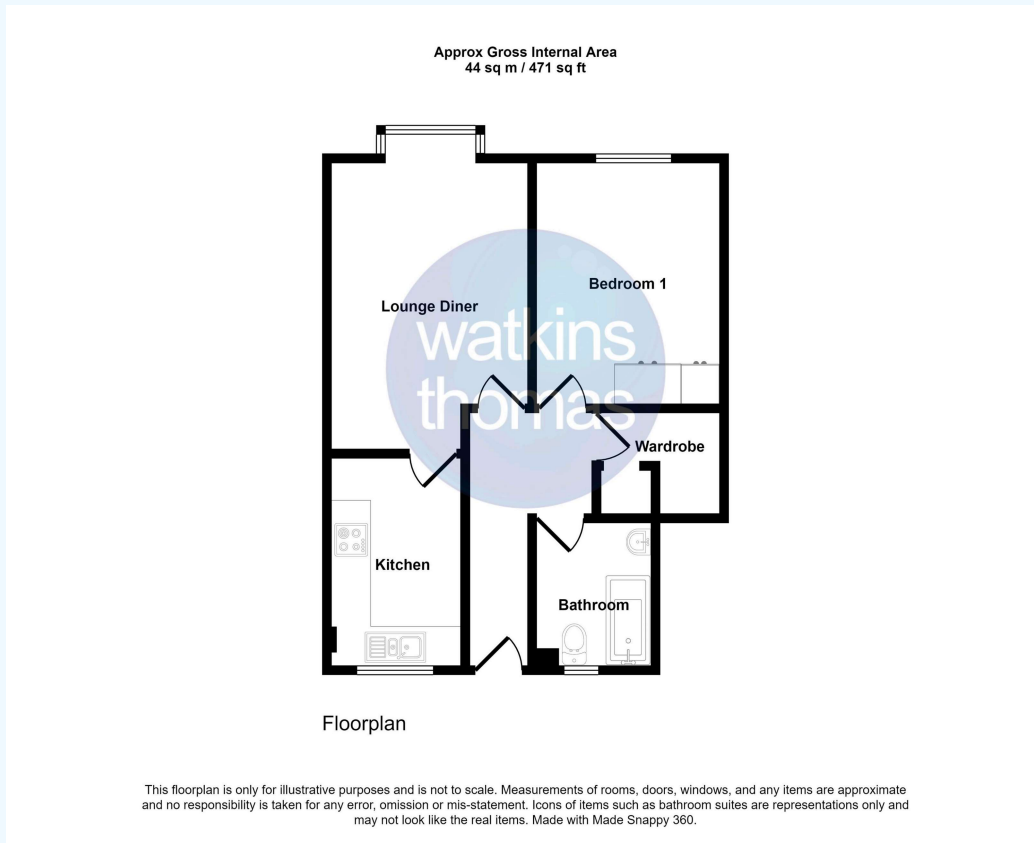 Approx Gross Internal Area
44 sq m / 471 sq ft
Bedroom 1
Lounge Diner
watkins
thomas
Wardrobe
Kitchen
Bathroom
Floorplan
This floorplan is only for illustrative purposes and is not to scale. Measurements of rooms, doors, windows, and any items are approximate
and no responsibility is taken for any error, omission or mis-statement. Icons of items such as bathroom suites are representations only and
may not look like the real items. Made with Made Snappy 360.